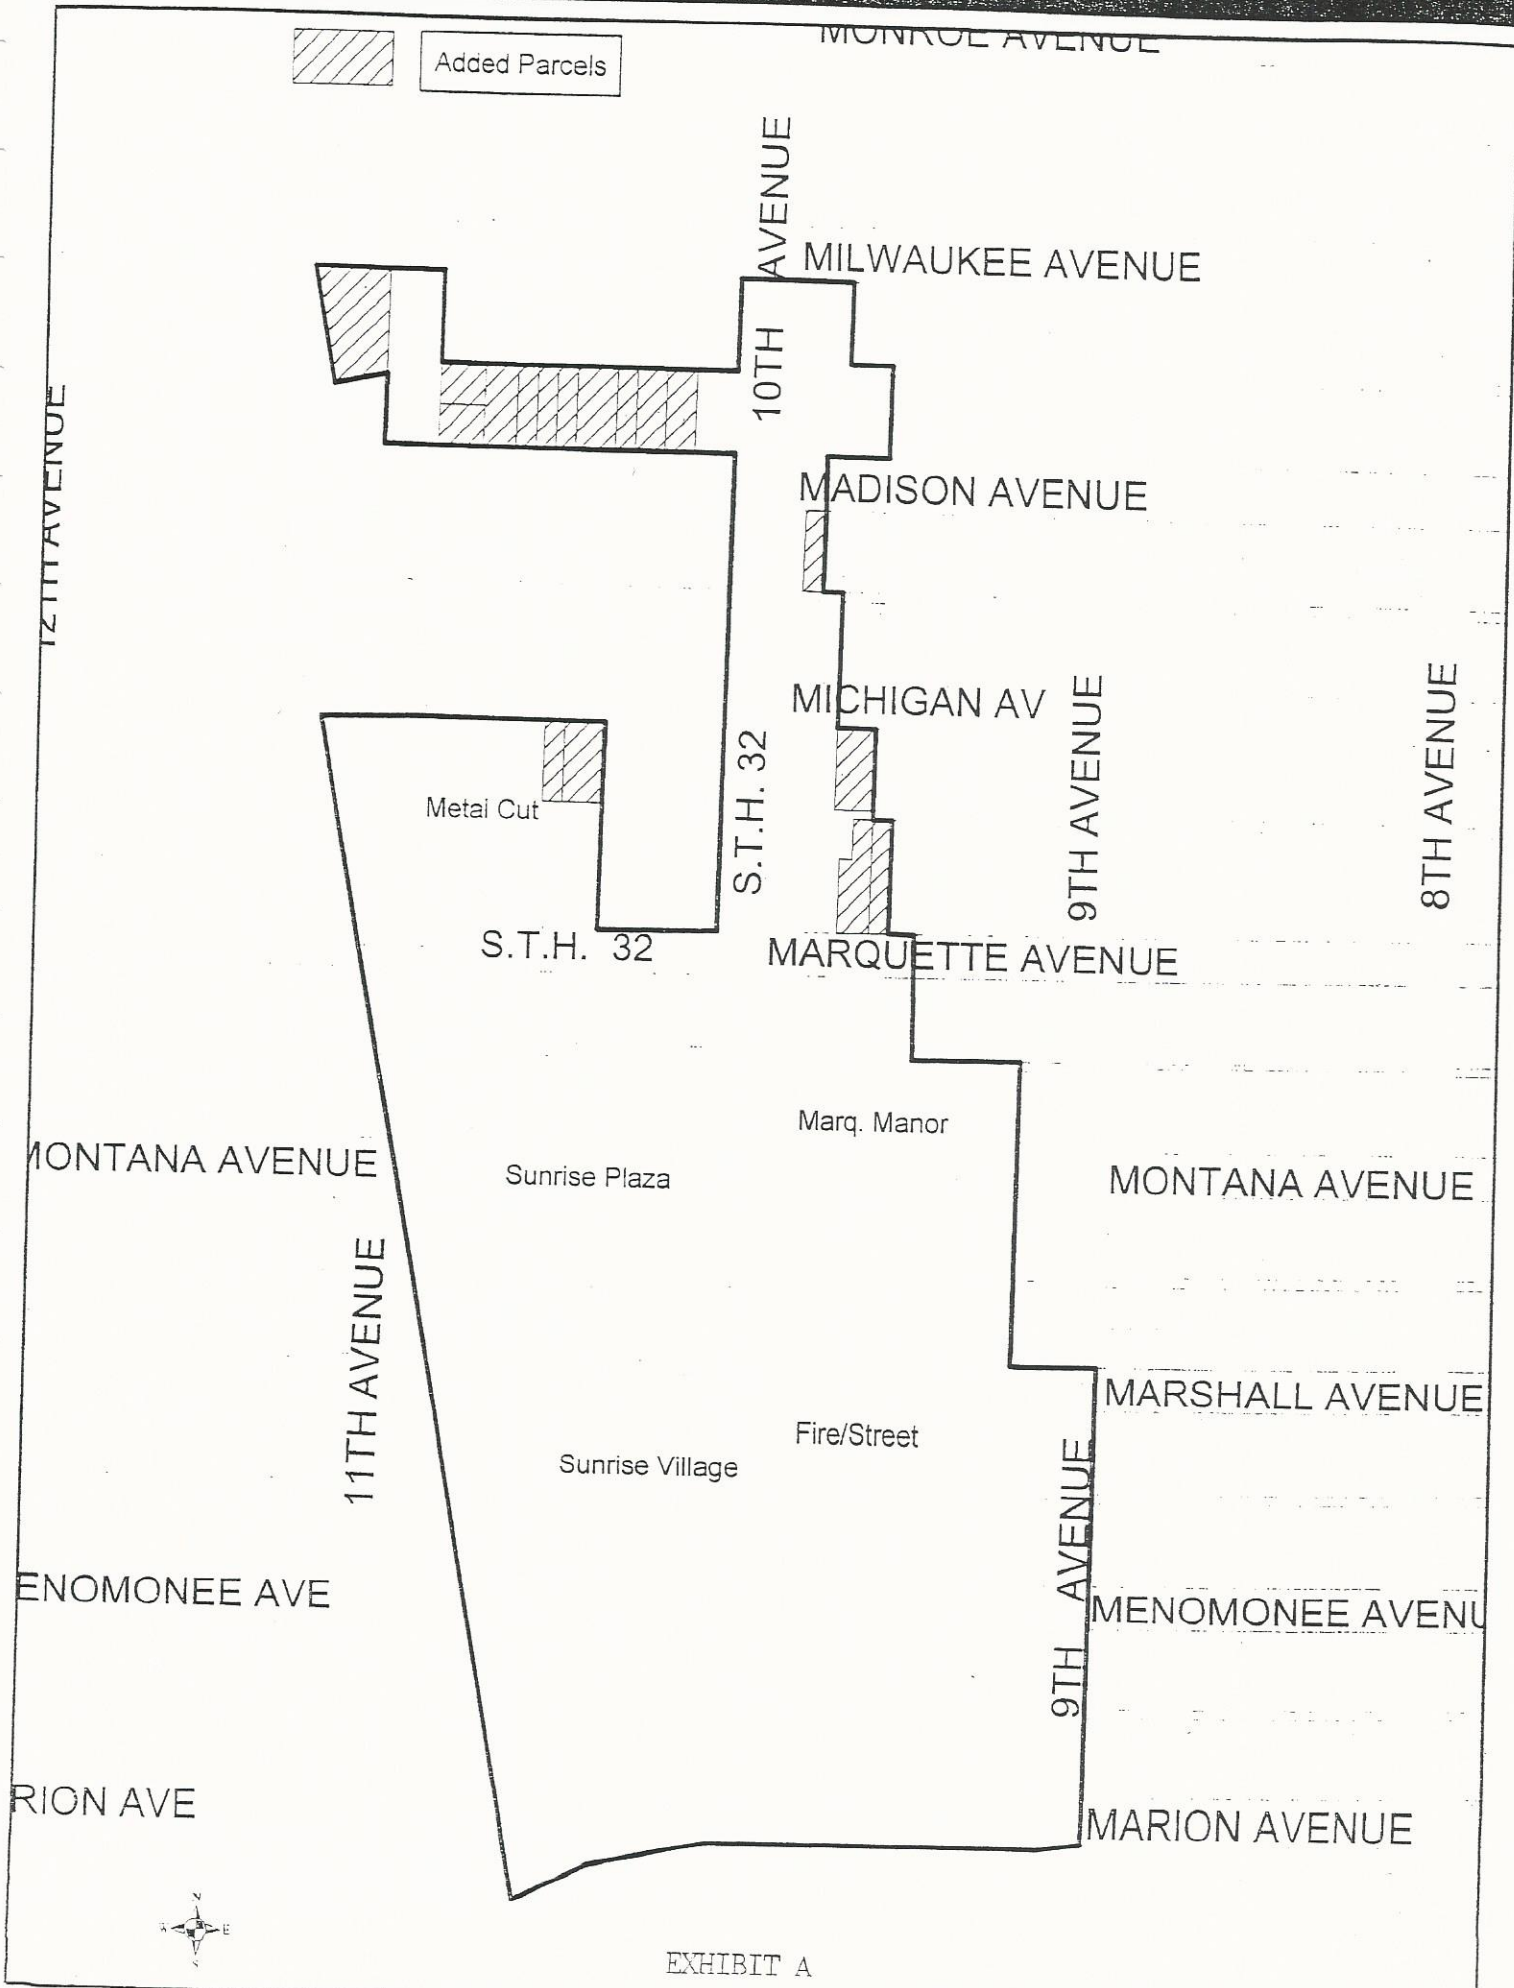 MONROE AVENUE
Added Parcels
10TH AVENUE
MILWAUKEE AVENUE
12TH AVENUE
MADISON AVENUE
MICHIGAN AV
9TH AVENUE
8TH AVENUE
S.T.H. 32
Metal Cut
S.T.H. 32
MARQUETTE AVENUE
Marq. Manor
MONTANA AVENUE
Sunrise Plaza
MONTANA AVENUE
11TH AVENUE
MARSHALL AVENUE
Fire/Street
Sunrise Village
9TH AVENUE
ENOMONEE AVE
MENOMONEE AVENU
RION AVE
MARION AVENUE
N
E
S
EXHIBIT A